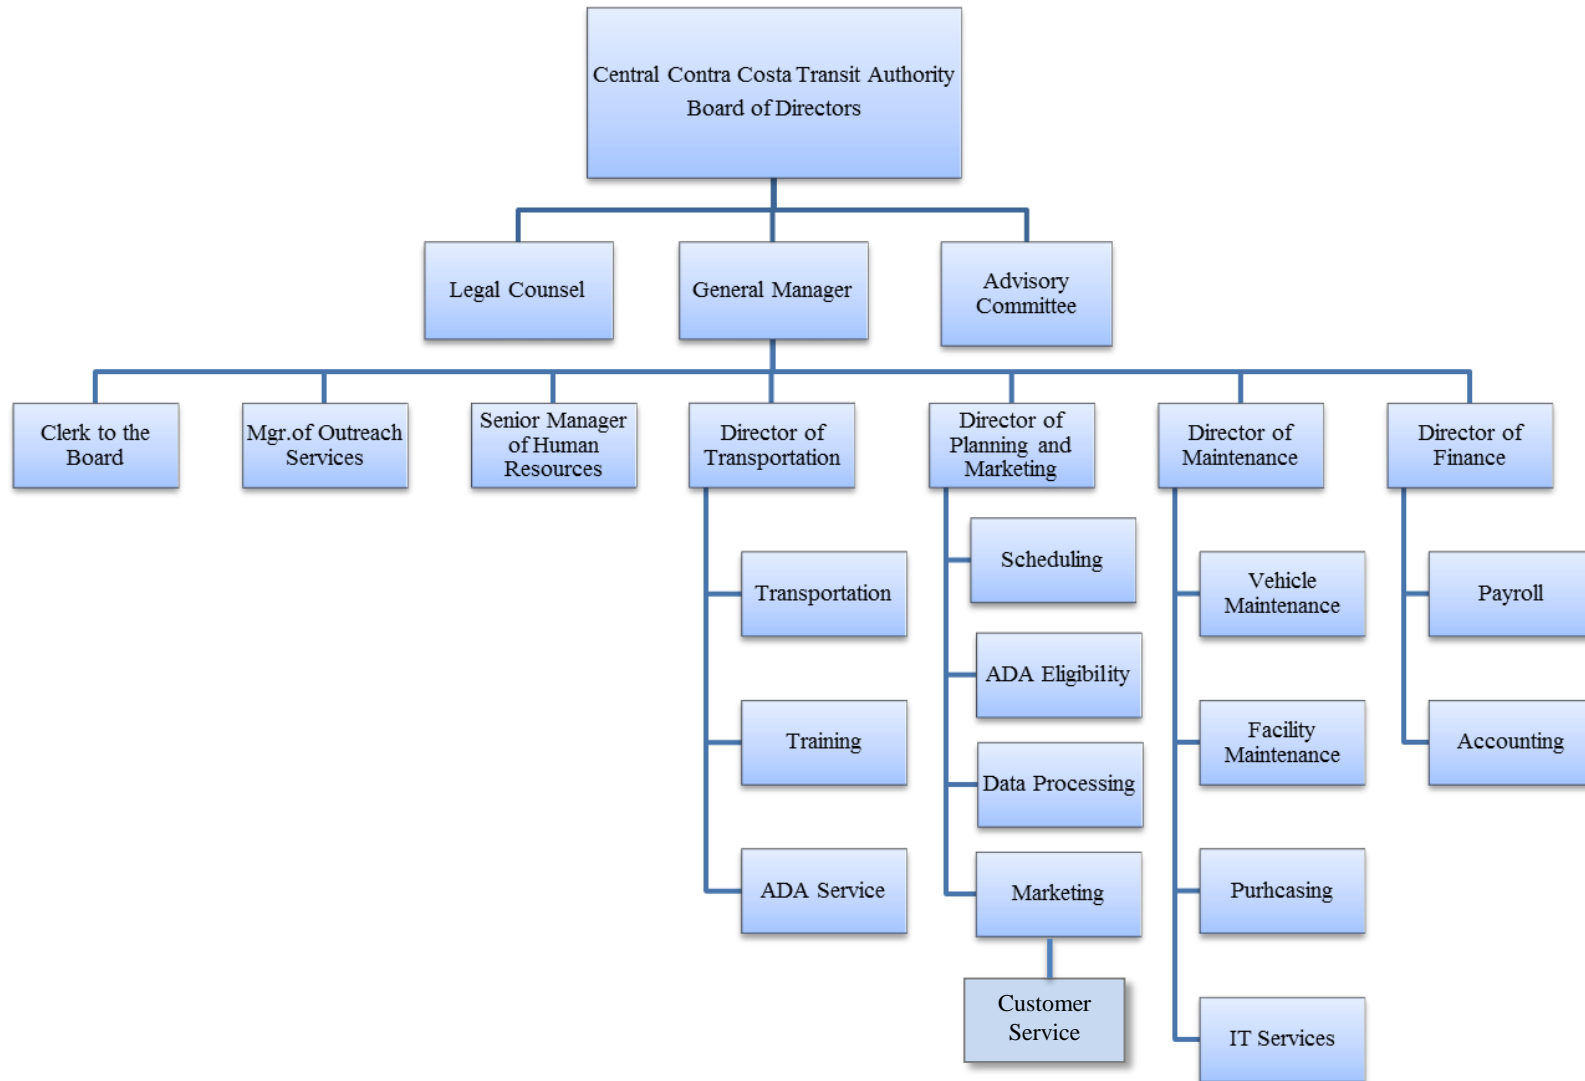 Central Contra Costa Transit Authority
Board of Directors
Legal Counsel
General Manager
Advisory
Committee
Clerk to the
Board
Mgr.of Outreach
Services
Senior Manager
of Human
Resources
Director of
Transportation
Director of
Planning and
Marketing
Director of
Maintenance
Director of
Finance
Transportation
Training
ADA Service
Scheduling
ADA Eligibility
Data Processing
Marketing
Customer
Service
Vehicle
Maintenance
Facility
Maintenance
Purhcasing
IT Services
Payroll
Accounting